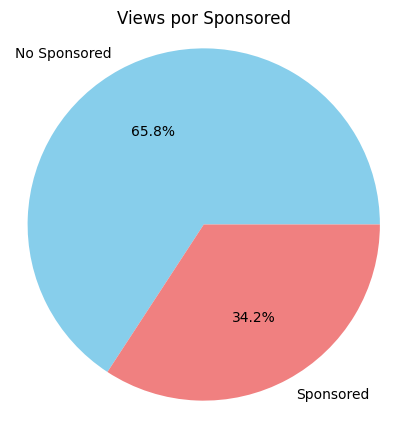 Views por Sponsored
No Sponsored
65.8%
34.2%
Sponsored